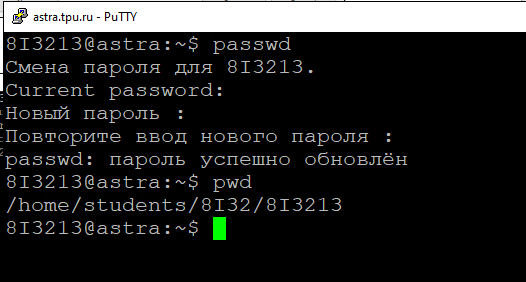 astra.tpu.ru - PuTTY
8I3213@astra:~$ passwd
Смена пароля для 8I3213.
Current password:
Новый пароль :
Повторите ввод нового пароля :
passwd: пароль успешно обновлён
8I3213@astra:~$ pwd
/home/students/8I32/8I3213
8I3213@astra:~$